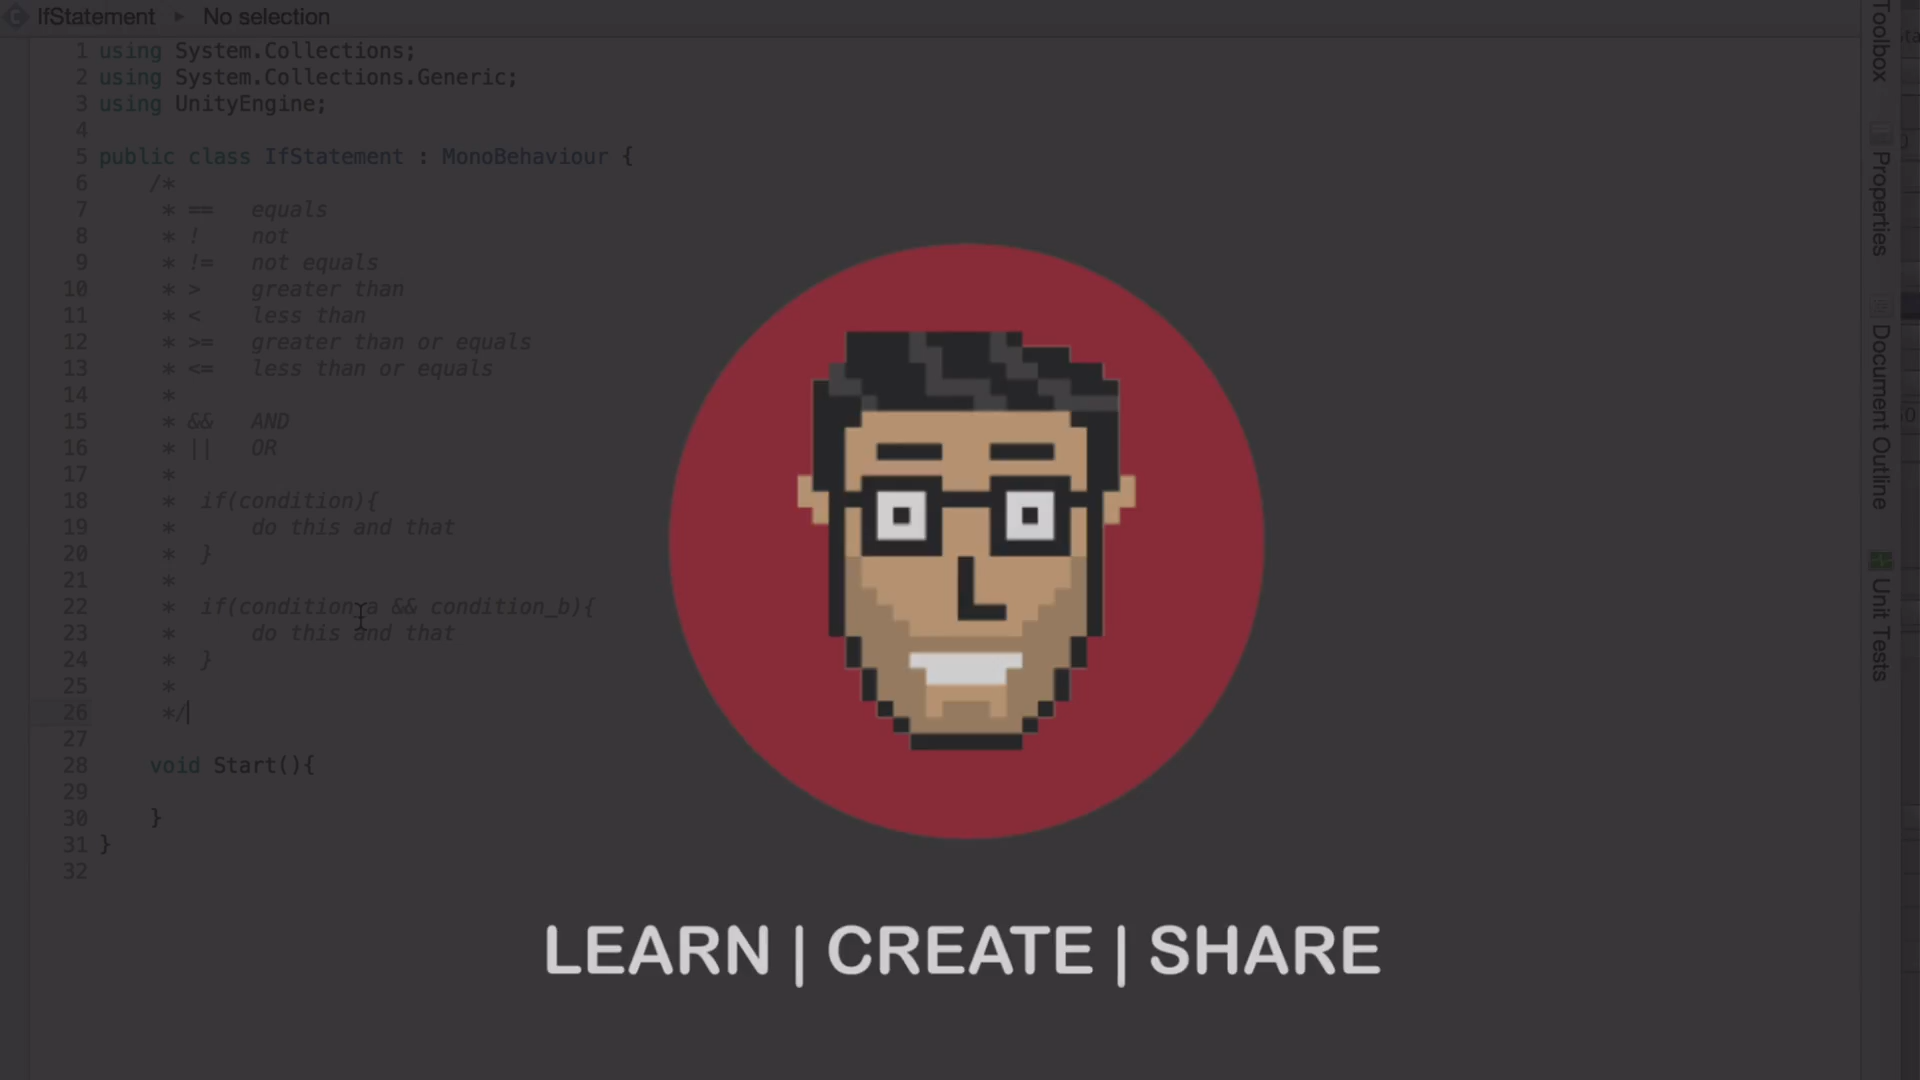 IfStatement ▸ No selection
1 using System.Collections;
2 using System.Collections.Generic;
3 using UnityEngine;
4
5 public class IfStatement : MonoBehaviour {
6 /*
7 * == equals
8 * ! not
9 * != not equals
10 * > greater than
11 * < less than
12 * >= greater than or equals
13 * <= less than or equals
14 *
15 * && AND
16 * || OR
17 *
18 * if(condition){
19 * do this and that
20 * }
21 *
22 * if(condition_a && condition_b){
23 * do this and that
24 * }
25 *
26 */
27
28 void Start(){
29
30 }
31 }
32
LEARN | CREATE | SHARE
Toolbox
Properties
Document Outline
Unit Tests